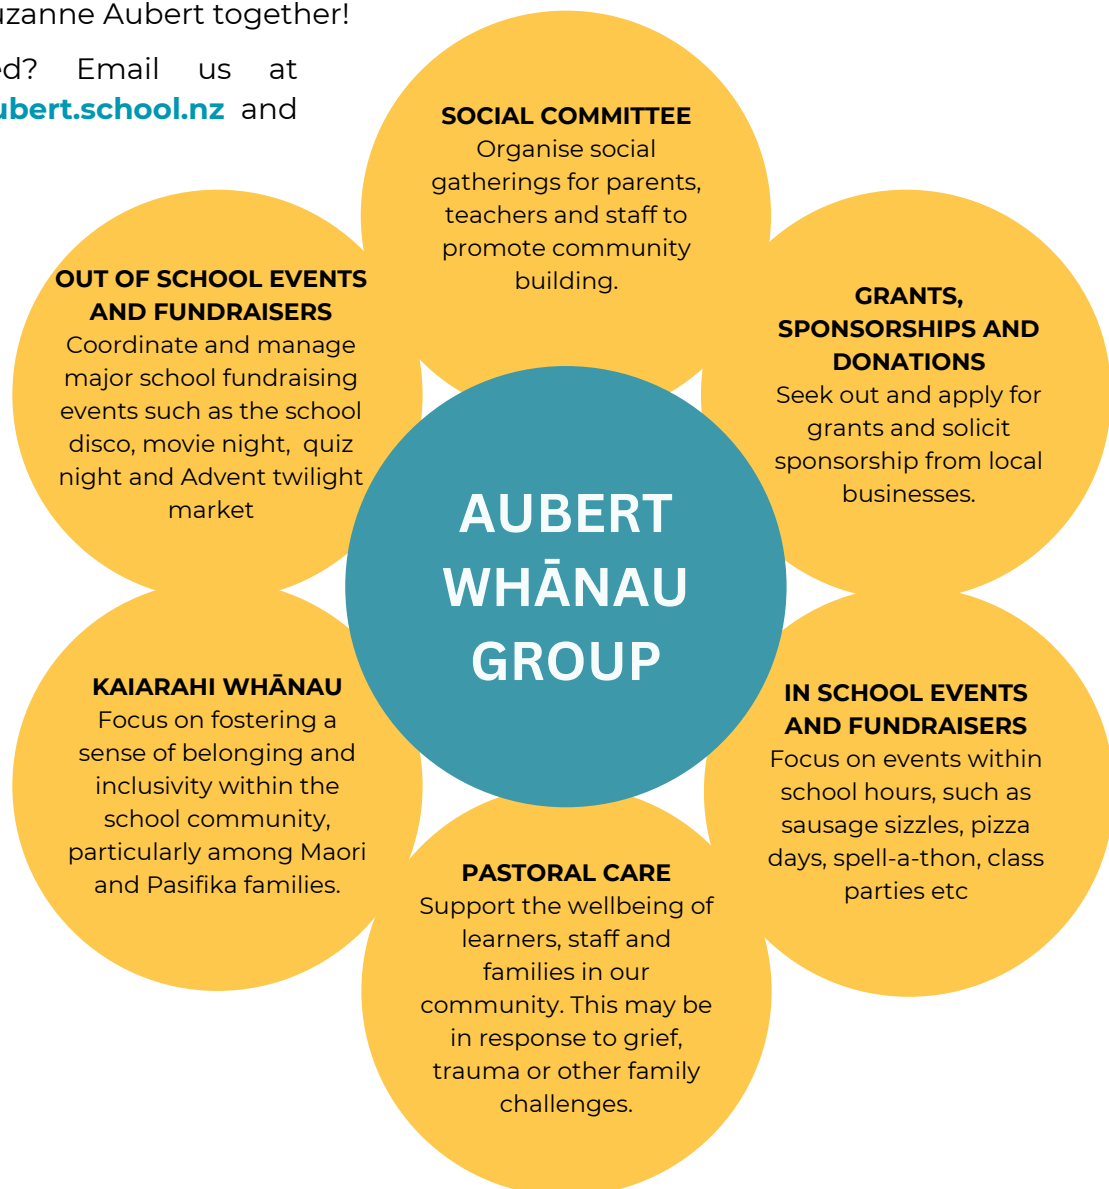 Aubert together!
Email us at
and
SOCIAL COMMITTEE
Organise social
gatherings for parents,
teachers and staff to
promote community
building.
OUT OF SCHOOL EVENTS
AND FUNDRAISERS
Coordinate and manage
major school fundraising
events such as the school
disco, movie night, quiz
night and Advent twilight
market
GRANTS,
SPONSORSHIPS AND
DONATIONS
Seek out and apply for
grants and solicit
sponsorship from local
businesses.
AUBERT
WHĀNAU
GROUP
KAIARAHI WHĀNAU
Focus on fostering a
sense of belonging and
inclusivity within the
school community,
particularly among Maori
and Pasifika families.
IN SCHOOL EVENTS
AND FUNDRAISERS
Focus on events within
school hours, such as
sausage sizzles, pizza
days, spell-a-thon, class
parties etc
PASTORAL CARE
Support the wellbeing of
learners, staff and
families in our
community. This may be
in response to grief,
trauma or other family
challenges.